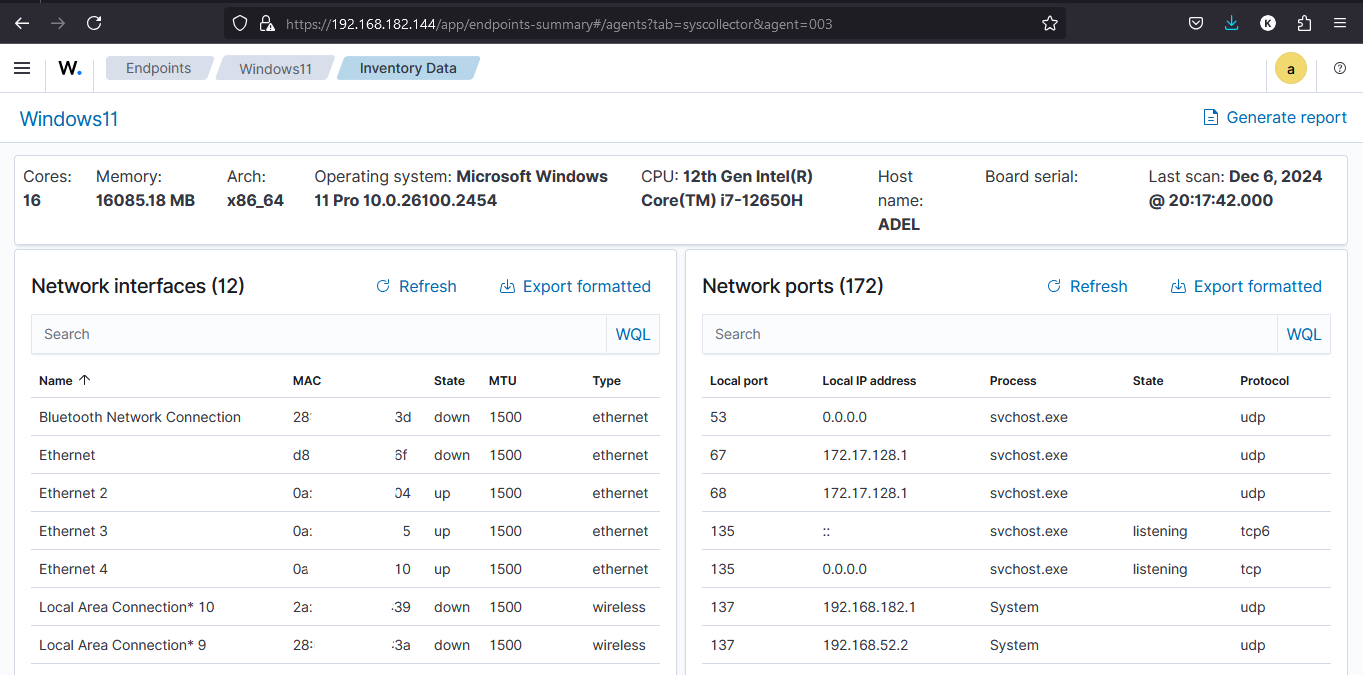 https://192.168.182.144/app/endpoints-summary#/agents?tab=syscollector&agent=003
K
W. Endpoints Windows11 Inventory Data a
Windows11 Generate report
Cores: Memory: Arch: Operating system: Microsoft Windows CPU: 12th Gen Intel(R) Host Board serial: Last scan: Dec 6, 2024
16 16085.18 MB x86_64 11 Pro 10.0.26100.2454 Core(TM) i7-12650H name: @ 20:17:42.000
ADEL
Network interfaces (12) Refresh Export formatted
Search WQL
Name MAC State MTU Type
Bluetooth Network Connection 28: 3d down 1500 ethernet
Ethernet d8 6f down 1500 ethernet
Ethernet 2 0a: 04 up 1500 ethernet
Ethernet 3 0a: 5 up 1500 ethernet
Ethernet 4 0a 10 up 1500 ethernet
Local Area Connection* 10 2a: :39 down 1500 wireless
Local Area Connection* 9 28: 3a down 1500 wireless
Network ports (172) Refresh Export formatted
Search WQL
Local port Local IP address Process State Protocol
53 0.0.0.0 svchost.exe udp
67 172.17.128.1 svchost.exe udp
68 172.17.128.1 svchost.exe udp
135 :: svchost.exe listening tcp6
135 0.0.0.0 svchost.exe listening tcp
137 192.168.182.1 System udp
137 192.168.52.2 System udp